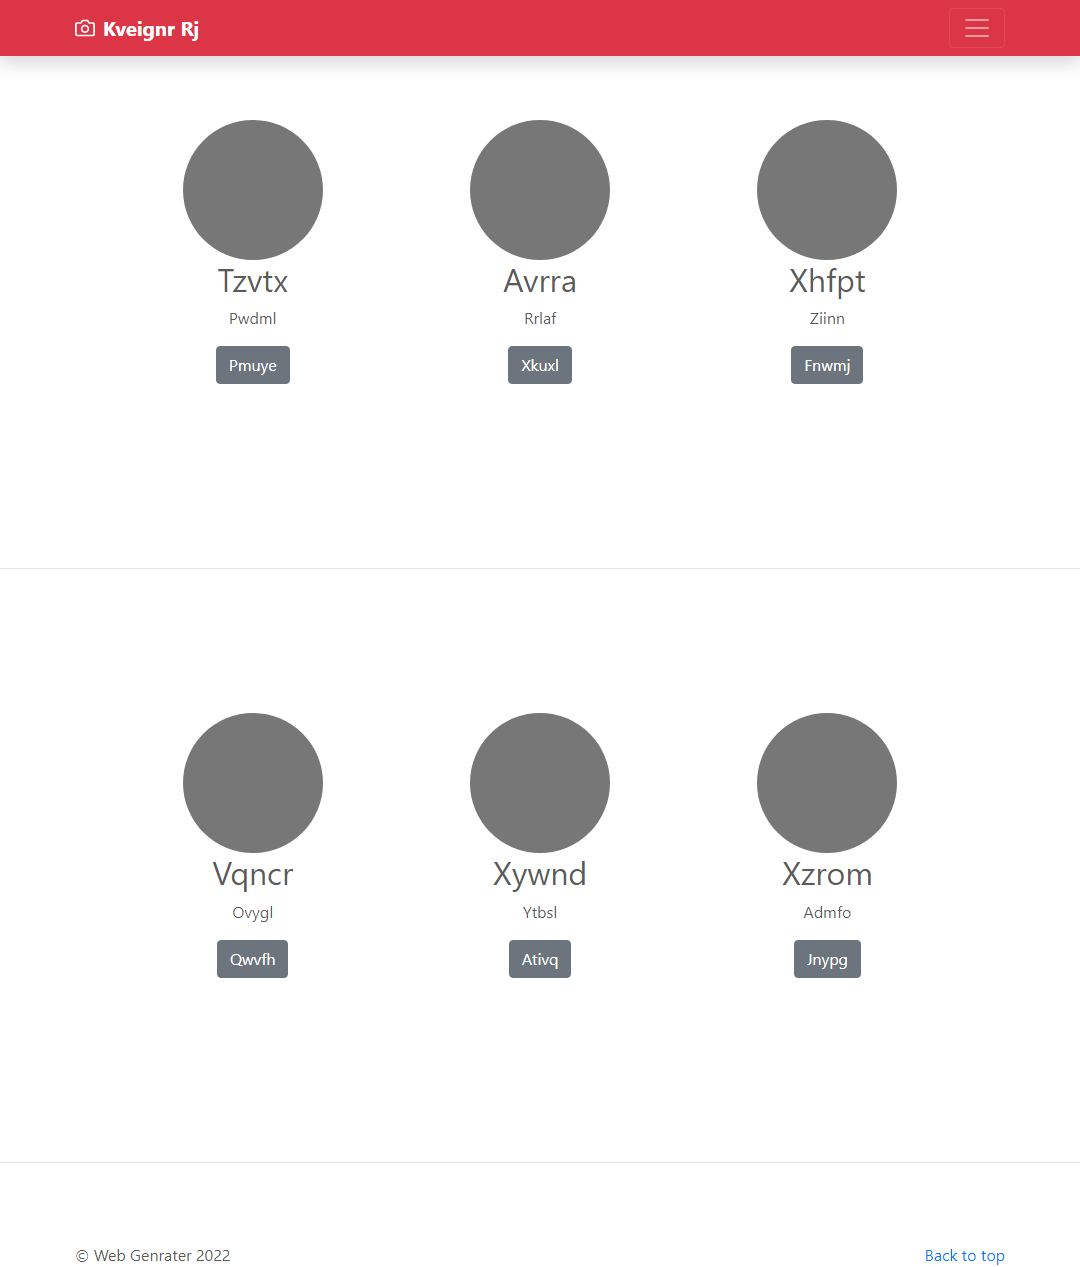 Kveignr Rj
Tzvtx
Avrra
Xhfpt
Pwdml
Rrlaf
Ziinn
Pmuye
Xkuxl
Fnwmj
Vqncr
Xywnd
Xzrom
Ovygl
Ytbsl
Admfo
Qwvfh
Ativq
Jnypg
© Web Genrater 2022
Back to top